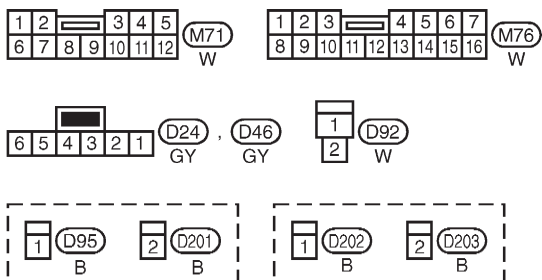 1 2 3 4 5
6 7 8 9 10 11 12
M71
W
1 2 3 4 5 6 7
8 9 10 11 12 13 14 15 16
M76
W
6 5 4 3 2 1
D24 , D46
GY GY
1
2
D92
W
1 D95
B
2 D201
B
1 D202
B
2 D203
B